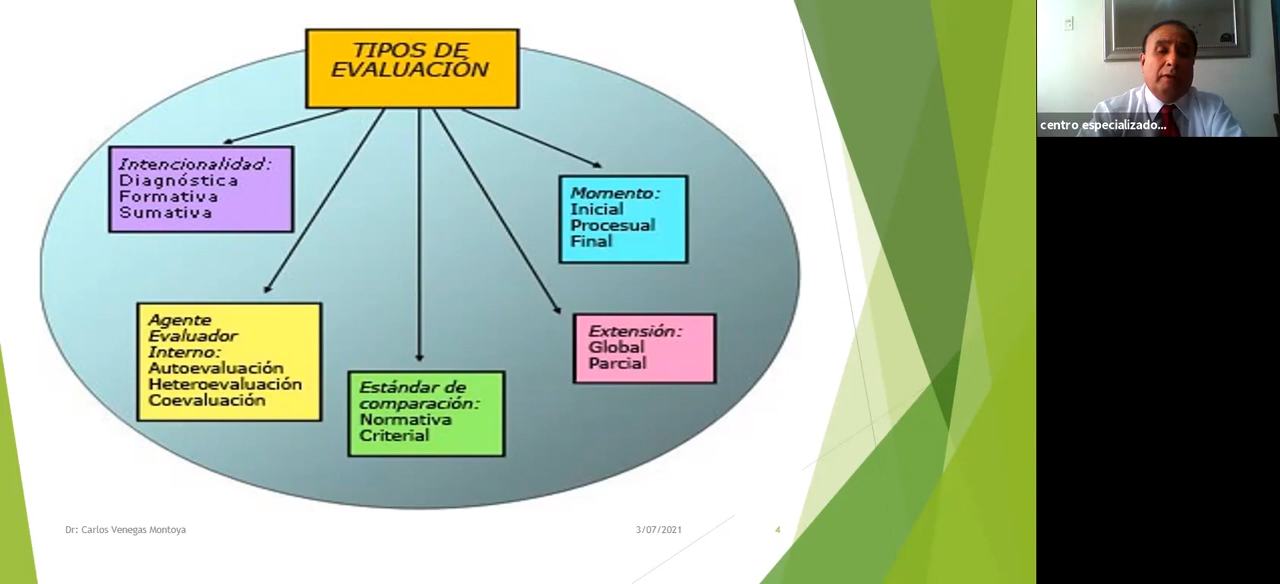 TIPOS DE
EVALUACIÓN
Intencionalidad:
Diagnóstica
Formativa
Sumativa
Momento:
Inicial
Procesual
Final
Agente
Evaluador
Interno:
Autoevaluación
Heteroevaluación
Coevaluación
Estándar de
comparación:
Normativa
Criterial
Extensión:
Global
Parcial
Dr: Carlos Venegas Montoya
3/07/2021
4
centro especializado...